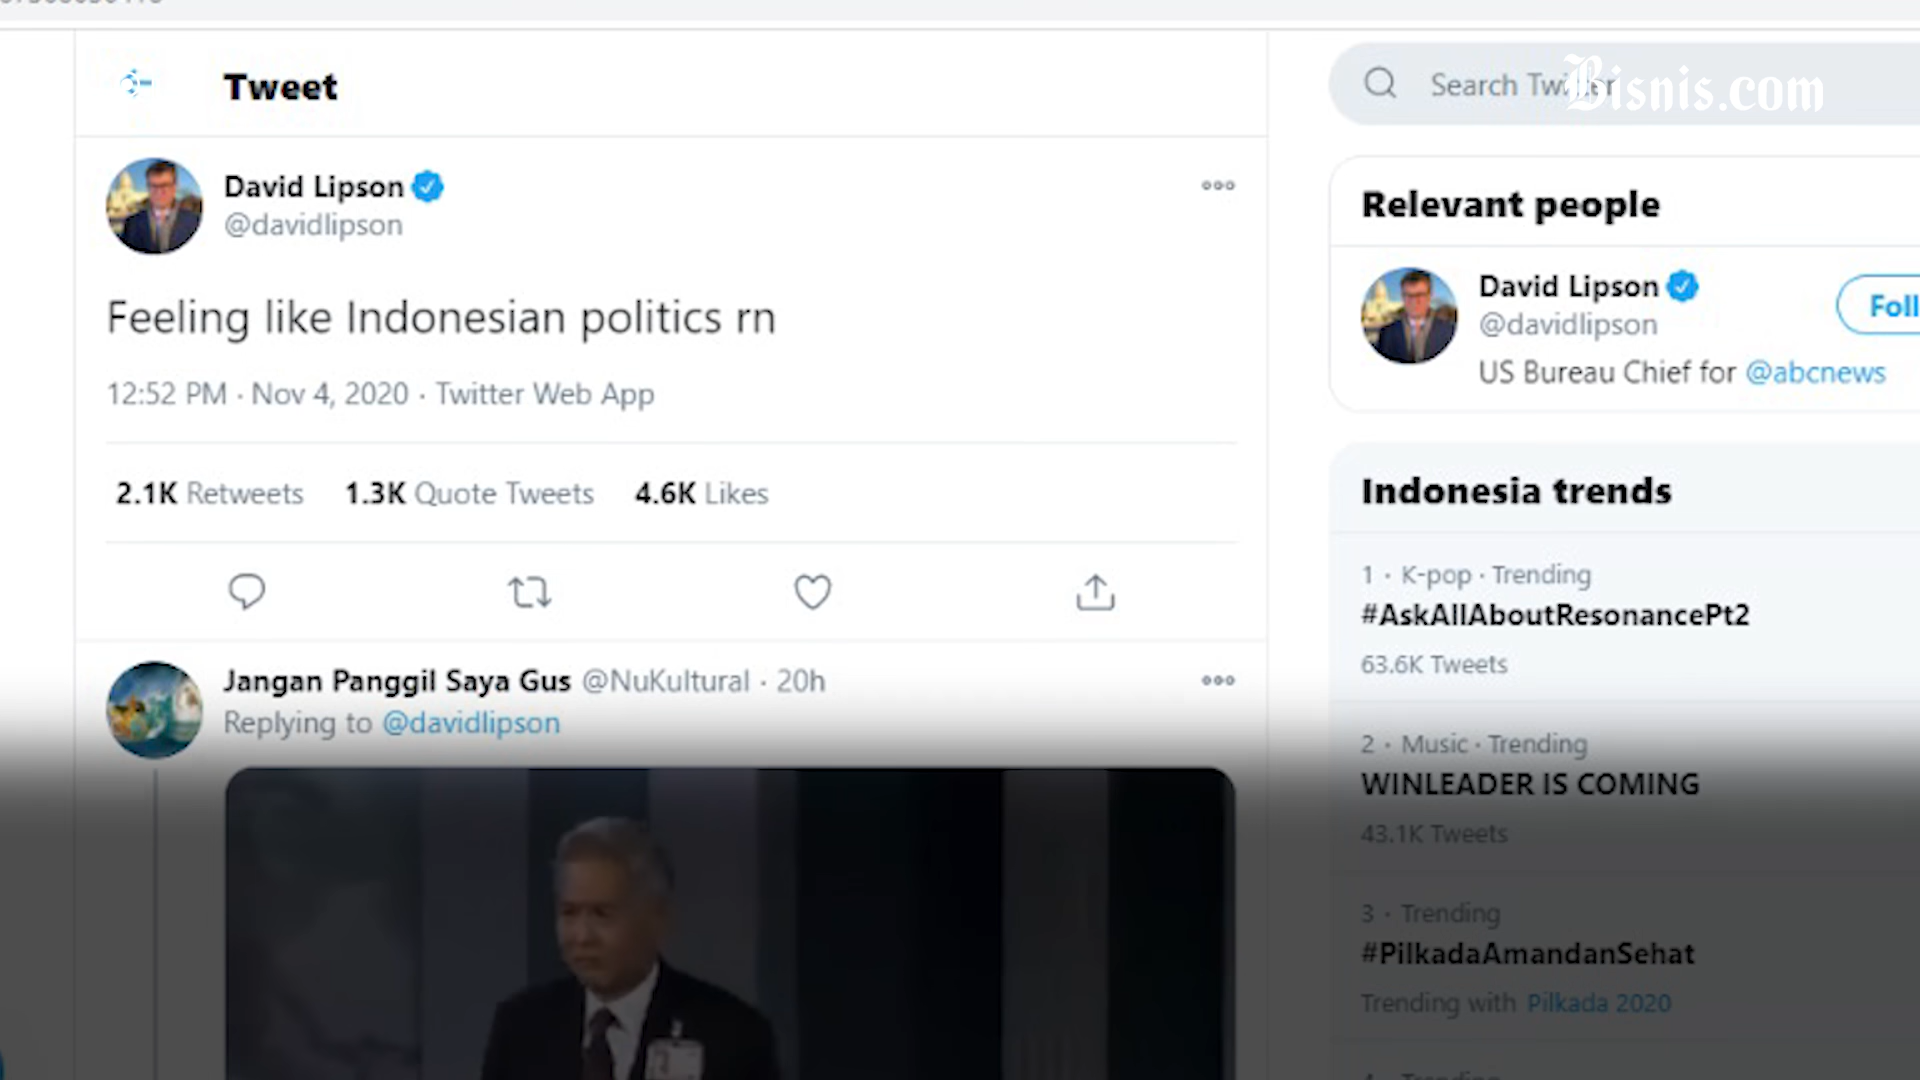 Tweet
David Lipson
@davidlipson
Feeling like Indonesian politics rn
12:52 PM · Nov 4, 2020 · Twitter Web App
2.1K Retweets 1.3K Quote Tweets 4.6K Likes
Jangan Panggil Saya Gus @NuKultural · 20h
Replying to @davidlipson
Search Twitter
Bisnis.com
Relevant people
David Lipson
@davidlipson
Foll
US Bureau Chief for @abcnews
Indonesia trends
1 · K-pop · Trending
#AskAllAboutResonancePt2
63.6K Tweets
2 · Music · Trending
WINLEADER IS COMING
43.1K Tweets
3 · Trending
#PilkadaAmandanSehat
Trending with Pilkada 2020